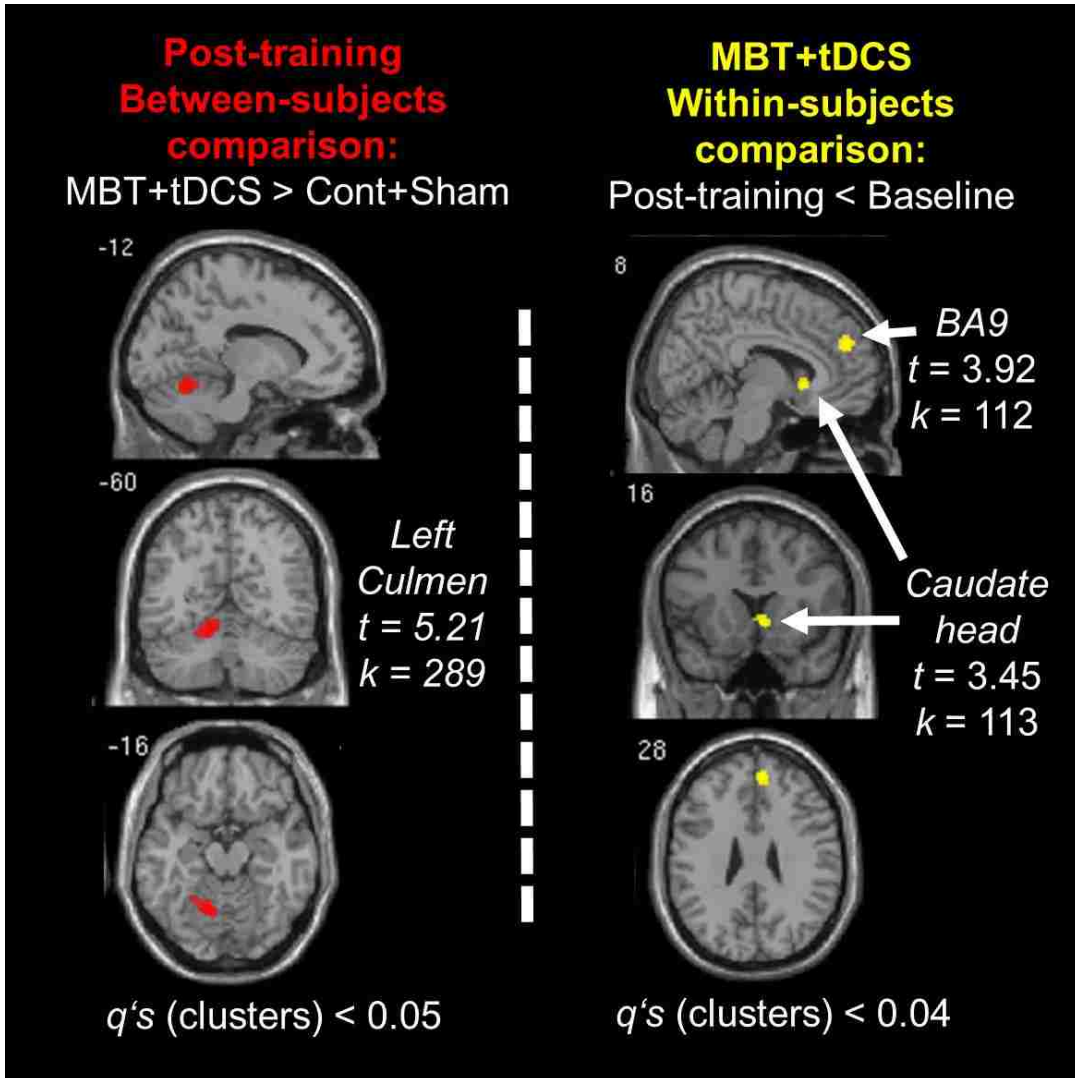 Post-training
Between-subjects
comparison:
MBT+tDCS > Cont+Sham
-12
-60
Left
Culmen
t = 5.21
k = 289
-16
q's (clusters) < 0.05
MBT+tDCS
Within-subjects
comparison:
Post-training < Baseline
8
BA9
t = 3.92
k = 112
16
Caudate
head
t = 3.45
k = 113
28
q's (clusters) < 0.04